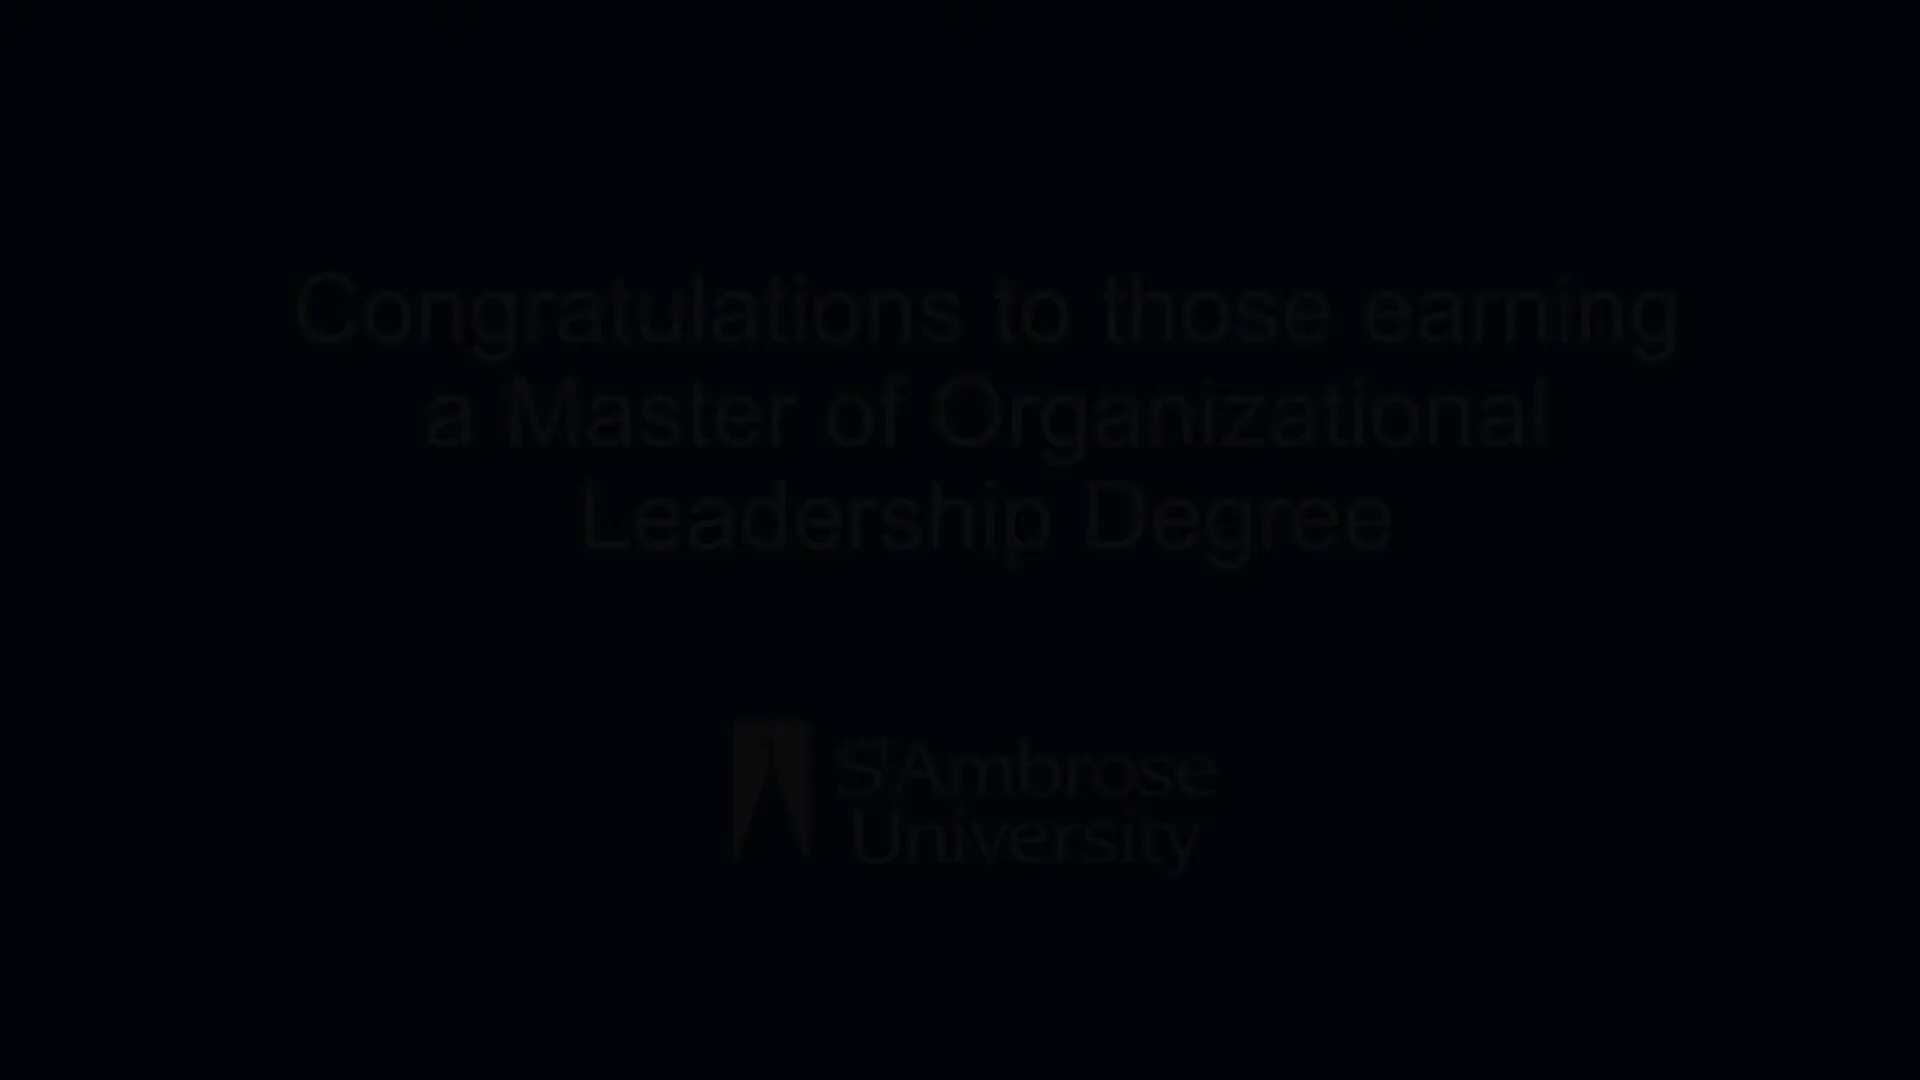 Congratulations to those earning
a Master of Organizational
Leadership Degree
St Ambrose
University